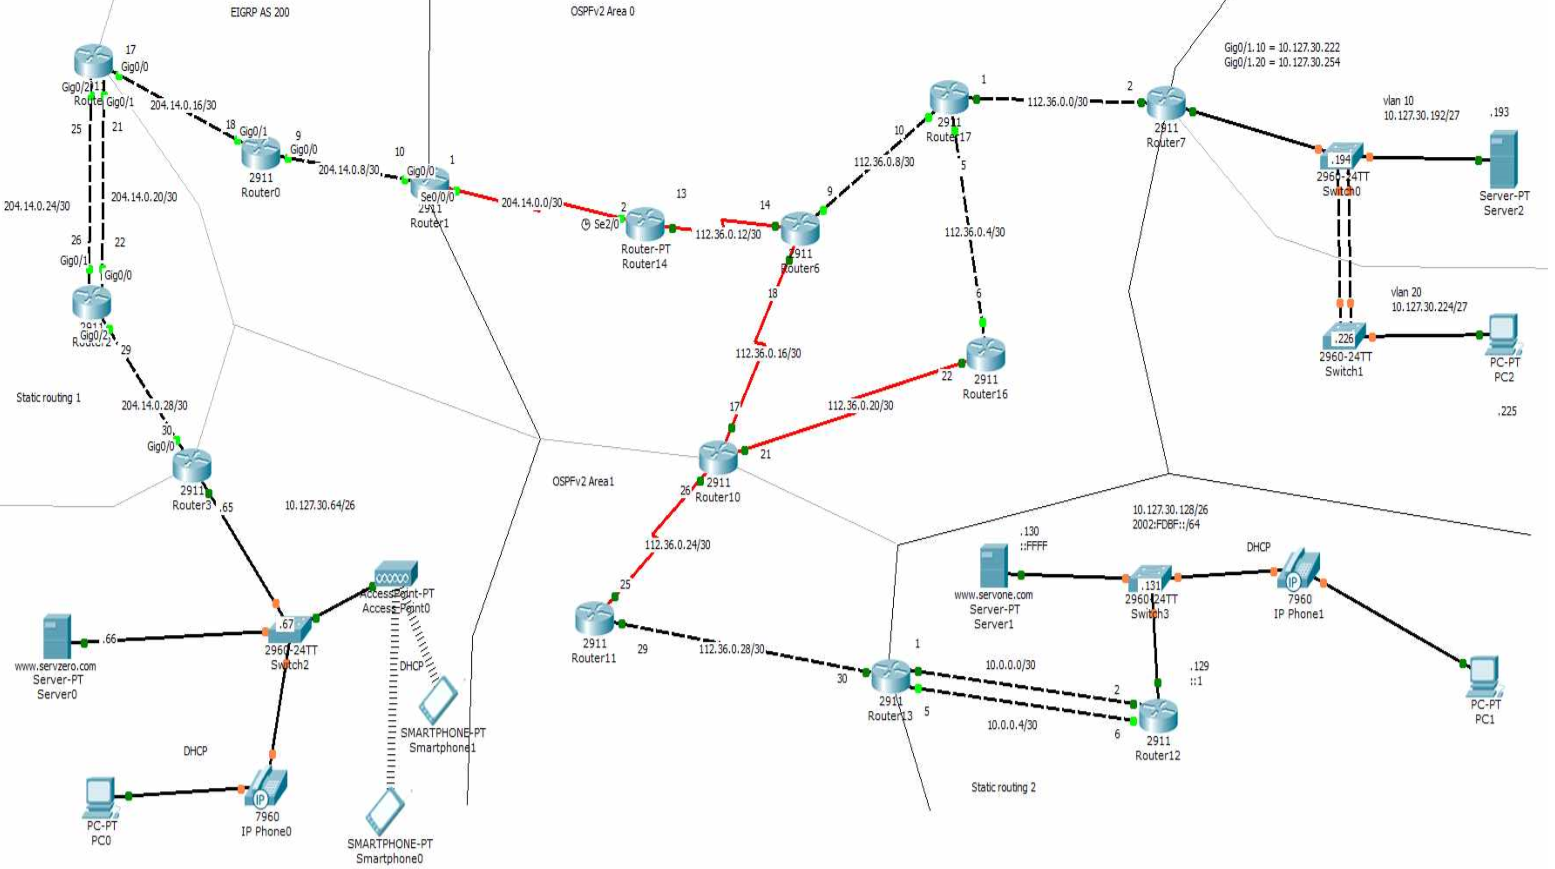 EIGRP AS 200
OSPFv2 Area 0
17
Gig0/0
Gig0/2
Gig0/1
25
21
204.14.0.16/30
18
Gig0/1
9
Gig0/0
2911
Router0
204.14.0.8/30
10
Gig0/0
1
Se0/0/0
2911
Router1
204.14.0.0/30
2
Se2/0
Router-PT
Router14
13
14
112.36.0.12/30
2911
Router6
9
10
112.36.0.8/30
1
2911
Router17
5
112.36.0.0/30
2
2911
Router7
Gig0/1.10 = 10.127.30.222
Gig0/1.20 = 10.127.30.254
vlan 10
10.127.30.192/27
.193
.194
2960-24TT
Switch0
Server-PT
Server2
204.14.0.24/30
204.14.0.20/30
26
22
Gig0/1
Gig0/0
2911
Gig0/2
29
Static routing 1
204.14.0.28/30
30
Gig0/0
2911
Router3
.65
10.127.30.64/26
112.36.0.4/30
6
2911
Router16
22
18
112.36.0.16/30
17
112.36.0.20/30
21
2911
Router10
26
OSPFv2 Area1
112.36.0.24/30
25
2911
Router11
29
112.36.0.28/30
30
2911
Router13
1
5
10.0.0.0/30
10.0.0.4/30
2
6
2911
Router12
.129
::1
Static routing 2
vlan 20
10.127.30.224/27
.226
2960-24TT
Switch1
PC-PT
PC2
.225
10.127.30.128/26
2002:FDBF::/64
.130
::FFFF
www.servone.com
Server-PT
Server1
.131
2960-24TT
Switch3
DHCP
7960
IP Phone1
PC-PT
PC1
AccessPoint-PT
Access Point0
.67
2960-24TT
Switch2
.66
www.servzero.com
Server-PT
Server0
DHCP
SMARTPHONE-PT
Smartphone1
DHCP
PC-PT
PC0
7960
IP Phone0
SMARTPHONE-PT
Smartphone0